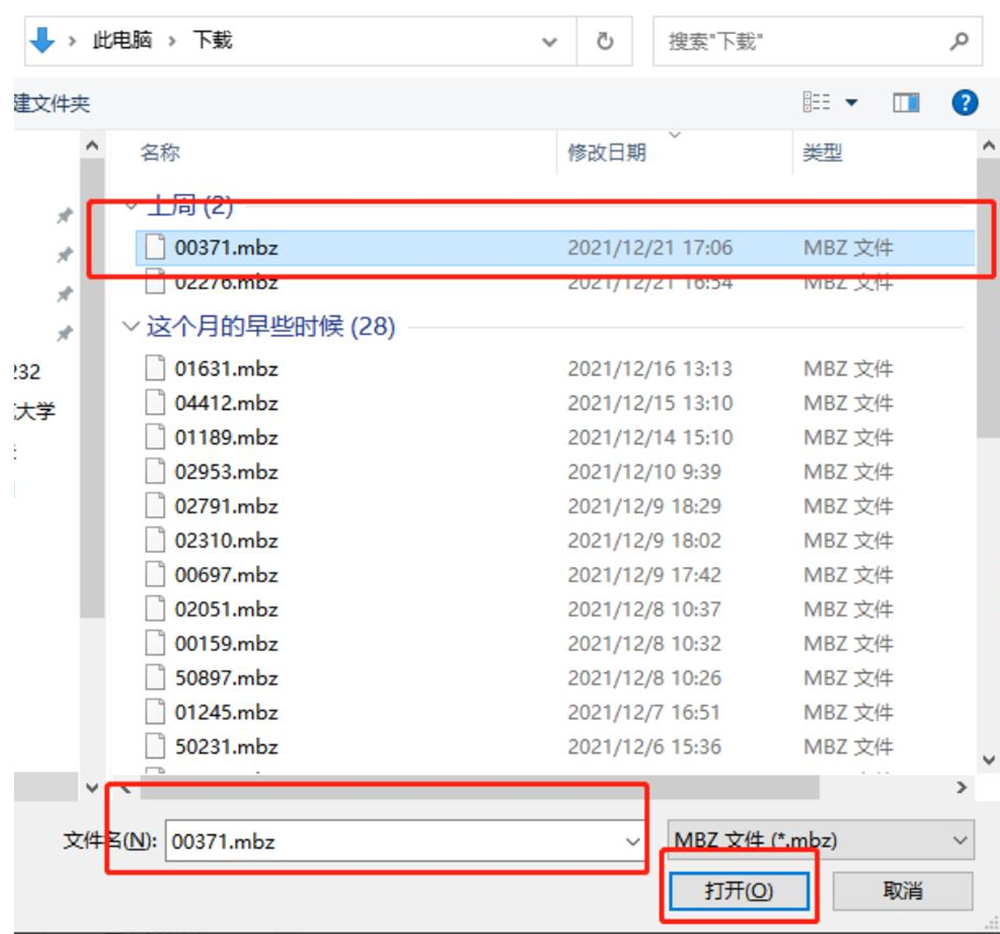 此电脑 下载 搜索"下载"
建文件夹
名称 修改日期 类型
上周 (2)
00371.mbz 2021/12/21 17:06 MBZ 文件
02276.mbz 2021/12/21 16:54 MBZ 文件
这个月的早些时候 (28)
01631.mbz 2021/12/16 13:13 MBZ 文件
232
04412.mbz 2021/12/15 13:10 MBZ 文件
大学
01189.mbz 2021/12/14 15:10 MBZ 文件
02953.mbz 2021/12/10 9:39 MBZ 文件
02791.mbz 2021/12/9 18:29 MBZ 文件
02310.mbz 2021/12/9 18:02 MBZ 文件
00697.mbz 2021/12/9 17:42 MBZ 文件
02051.mbz 2021/12/8 10:37 MBZ 文件
00159.mbz 2021/12/8 10:32 MBZ 文件
50897.mbz 2021/12/8 10:26 MBZ 文件
01245.mbz 2021/12/7 16:51 MBZ 文件
50231.mbz 2021/12/6 15:36 MBZ 文件
文件名(N): 00371.mbz MBZ 文件 (*.mbz)
打开(O) 取消